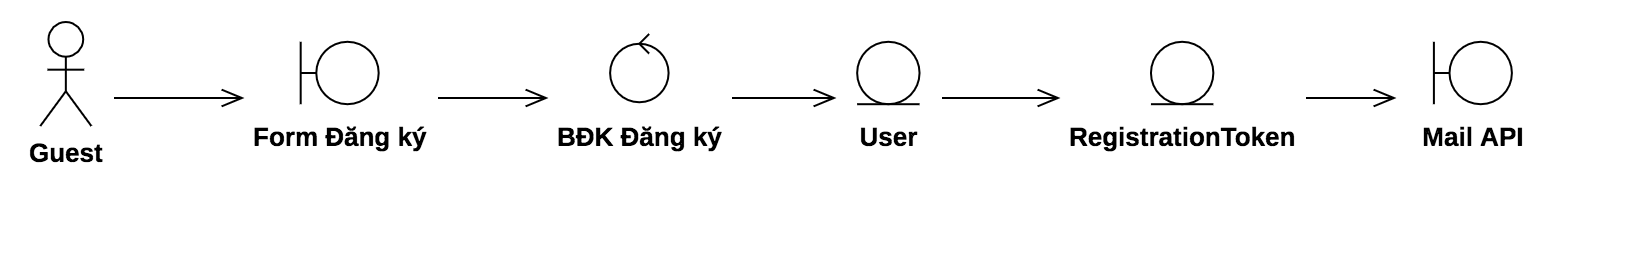 Guest
Form Đăng ký
BĐK Đăng ký
User
RegistrationToken
Mail API